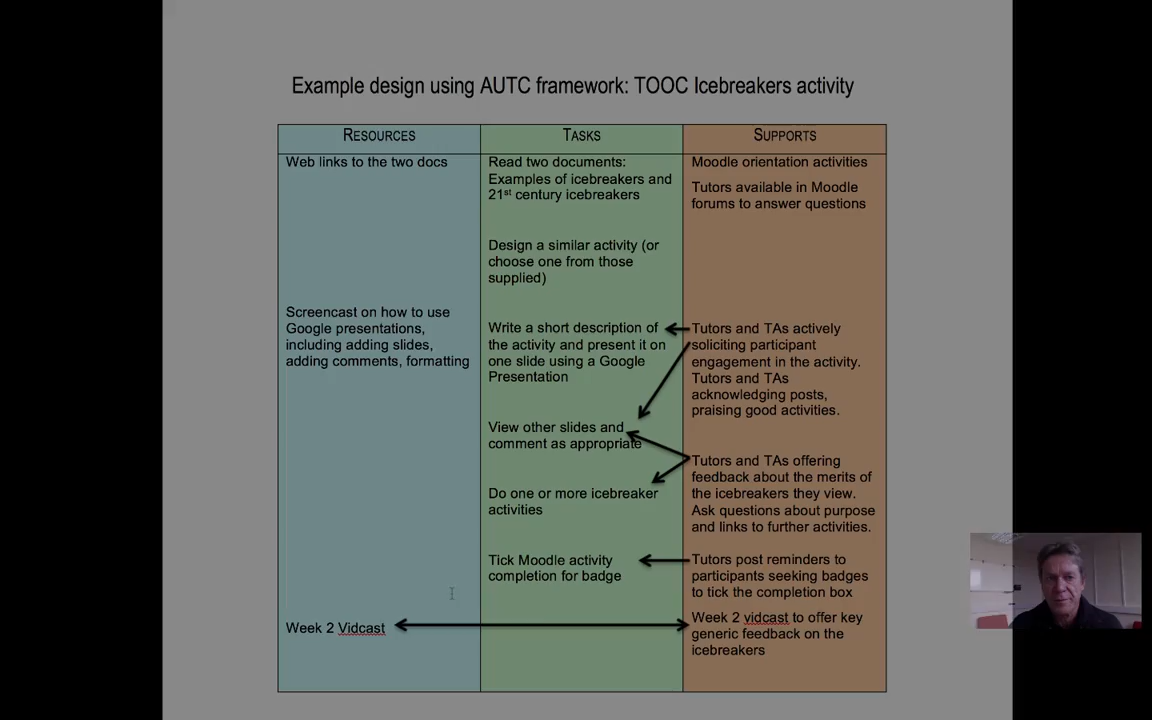 Example design using AUTC framework: TOOC Icebreakers activity
RESOURCES
Web links to the two docs
Screencast on how to use
Google presentations,
including adding slides,
adding comments, formatting
Week 2 Vidcast
TASKS
Read two documents:
Examples of icebreakers and
21st century icebreakers
Design a similar activity (or
choose one from those
supplied)
Write a short description of
the activity and present it on
one slide using a Google
Presentation
View other slides and
comment as appropriate
Do one or more icebreaker
activities
Tick Moodle activity
completion for badge
SUPPORTS
Moodle orientation activities
Tutors available in Moodle
forums to answer questions
Tutors and TAs actively
soliciting participant
engagement in the activity.
Tutors and TAs
acknowledging posts,
praising good activities.
Tutors and TAs offering
feedback about the merits of
the icebreakers they view.
Ask questions about purpose
and links to further activities.
Tutors post reminders to
participants seeking badges
to tick the completion box
Week 2 vidcast to offer key
generic feedback on the
icebreakers